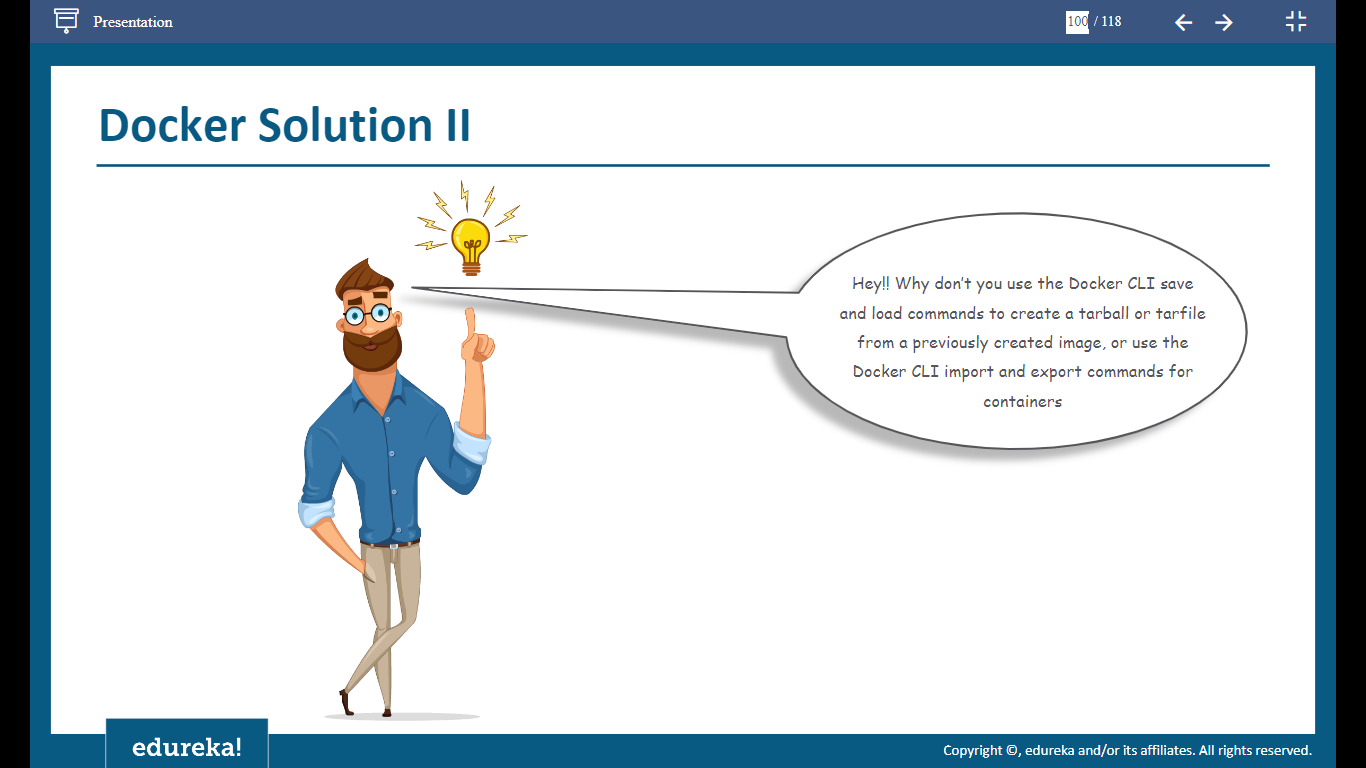 Presentation
100 / 118
Docker Solution II
Hey!! Why don't you use the Docker CLI save
and load commands to create a tarball or tarfile
from a previously created image, or use the
Docker CLI import and export commands for
containers
edureka!
Copyright ©, edureka and/or its affiliates. All rights reserved.